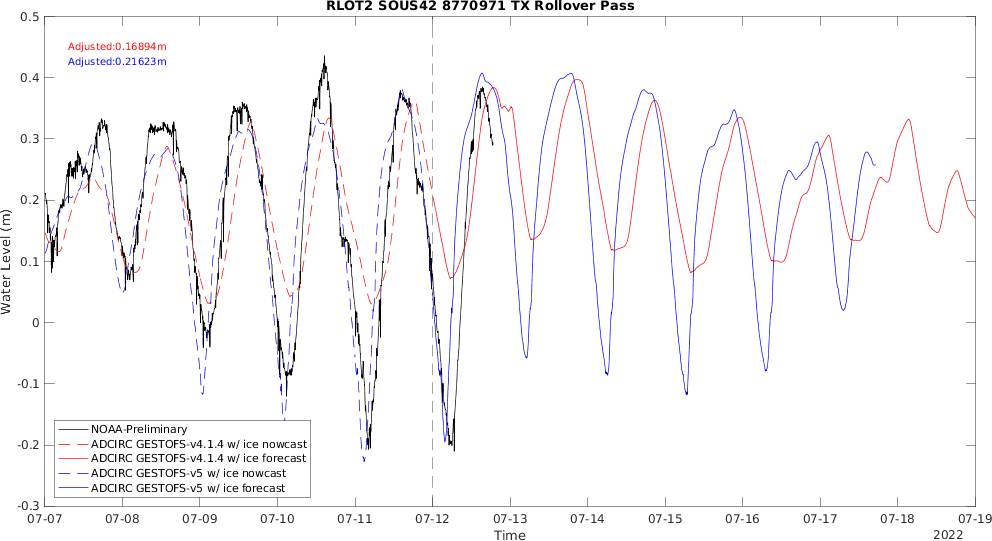 RLOT2 SOUS42 8770971 TX Rollover Pass
0.5
0.4
0.3
0.2
0.1
0
-0.1
-0.2
-0.3
Water Level (m)
Adjusted:0.16894m
Adjusted:0.21623m
NOAA-Preliminary
ADCIRC GESTOFS-v4.1.4 w/ ice nowcast
ADCIRC GESTOFS-v4.1.4 w/ ice forecast
ADCIRC GESTOFS-v5 w/ ice nowcast
ADCIRC GESTOFS-v5 w/ ice forecast
07-07 07-08 07-09 07-10 07-11 07-12 07-13 07-14 07-15 07-16 07-17 07-18 07-19
Time
2022